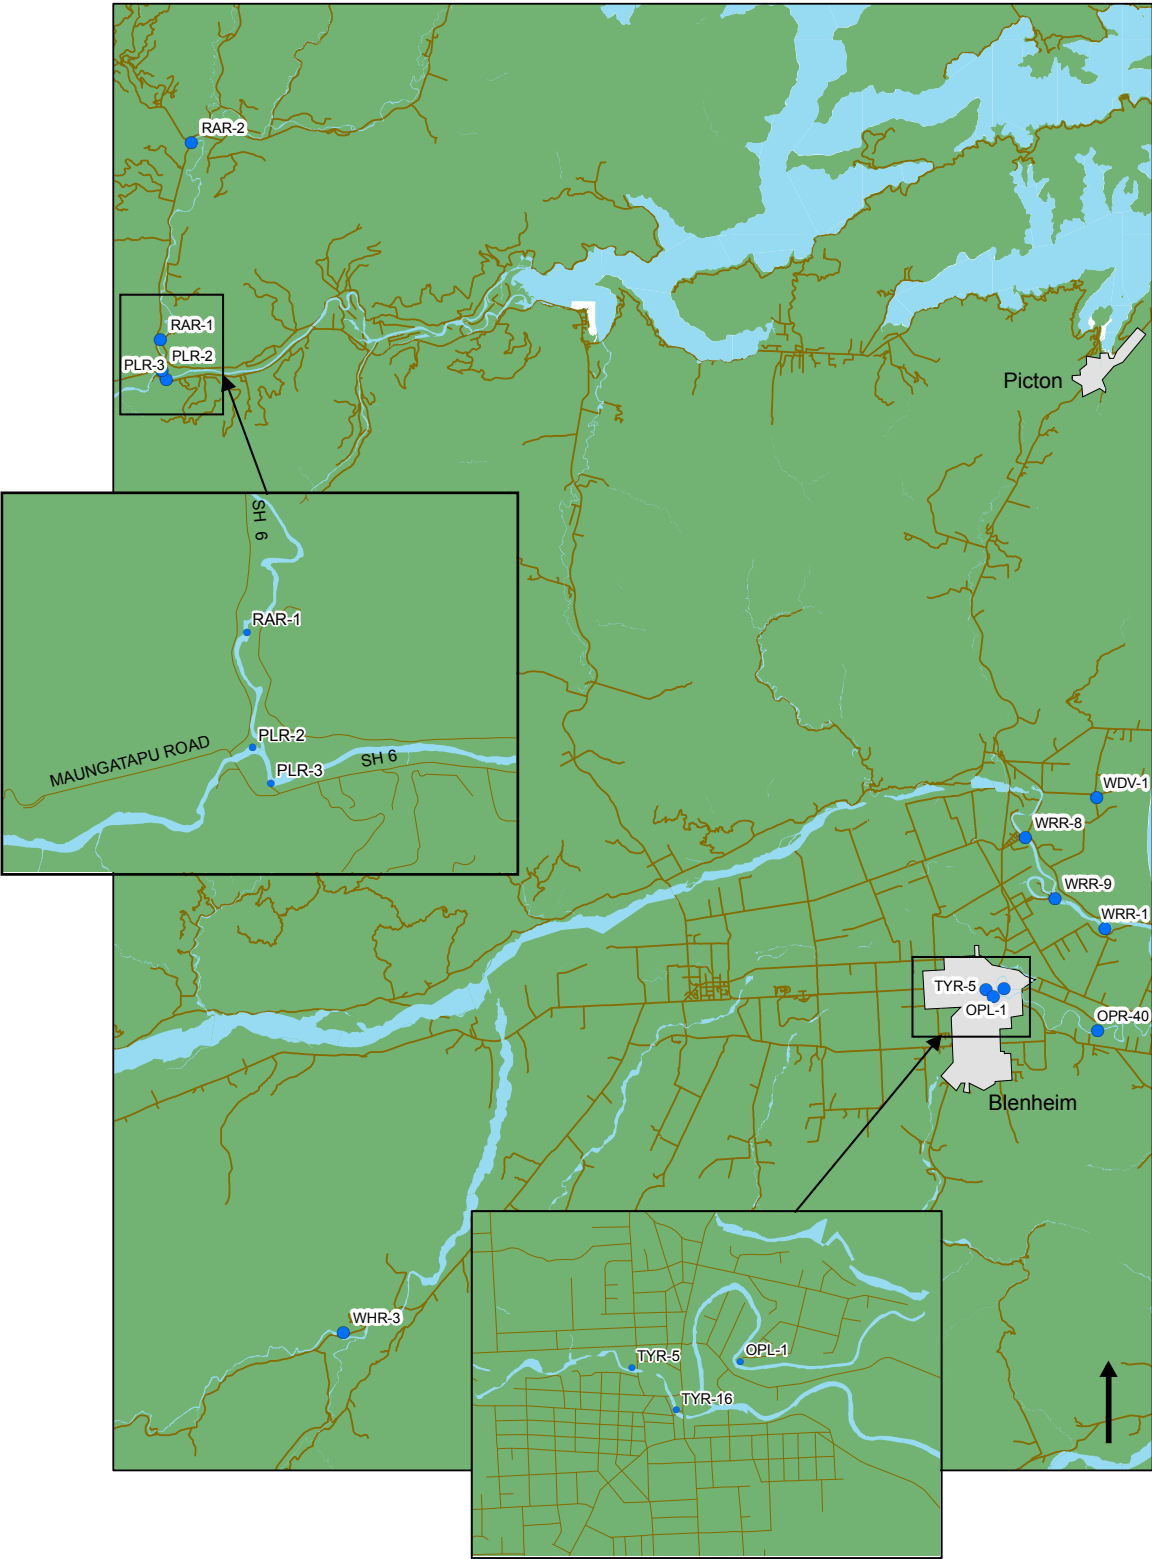 RAR-2
RAR-1
PLR-2
PLR-3
Picton
SH 6
RAR-1
PLR-2
MAUNGATAPU ROAD
SH 6
PLR-3
WDV-1
WRR-8
WRR-9
WRR-1
TYR-5
OPL-1
OPR-40
Blenheim
WHR-3
TYR-5
OPL-1
TYR-16